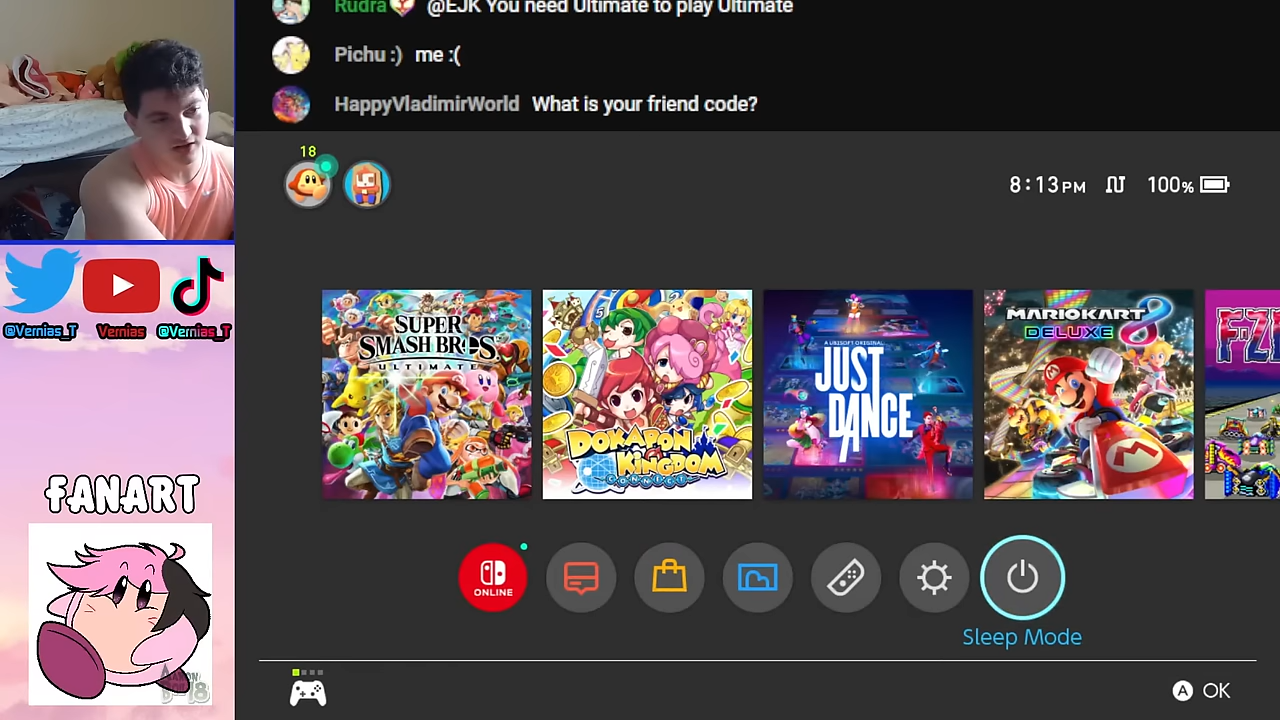 Rudra @EJK You need Ultimate to play Ultimate
Pichu :) me :(
HappyVladimirWorld What is your friend code?
18
8:13 PM 100%
@Vernias_T Vernias @Vernias_T
SUPER
SMASH BROS
ULTIMATE
DOKAPON
KINGDOM
CONNECT
A UBISOFT ORIGINAL
JUST
DANCE
MARIOKART 8
DELUXE
FANART
ONLINE
Sleep Mode
A OK